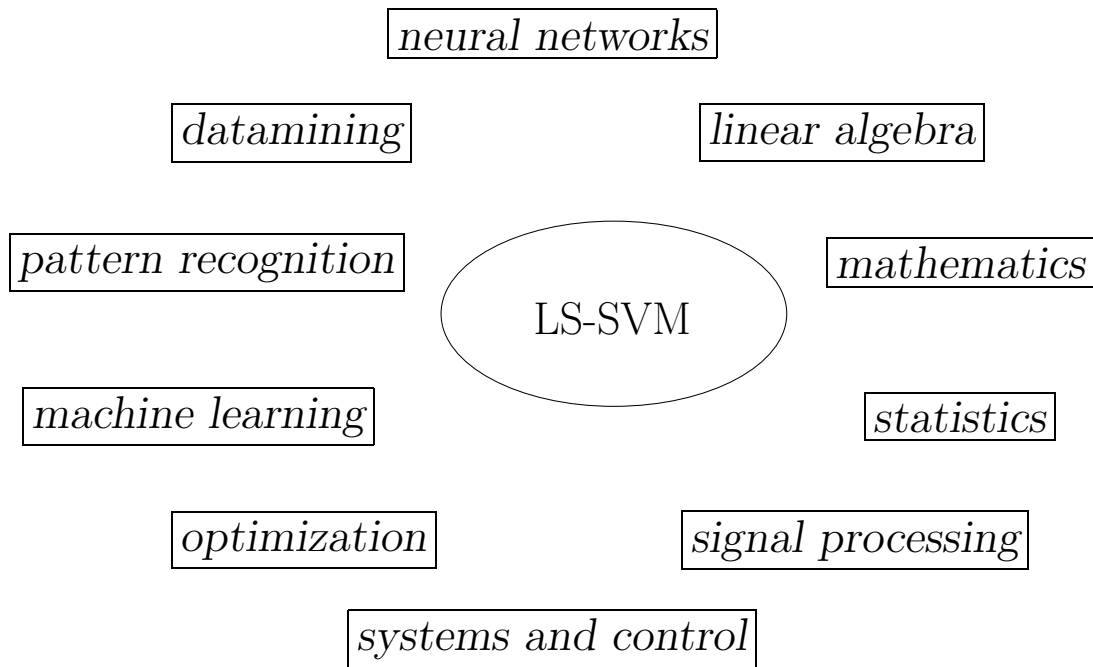 neural networks
datamining
linear algebra
pattern recognition
mathematics
LS-SVM
machine learning
statistics
optimization
signal processing
systems and control